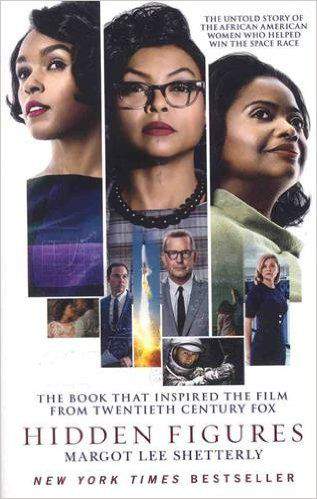 THE UNTOLD STORY OF
THE AFRICAN AMERICAN
WOMEN WHO HELPED
WIN THE SPACE RACE
THE BOOK THAT INSPIRED THE FILM
FROM TWENTIETH CENTURY FOX
HIDDEN FIGURES
MARGOT LEE SHETTERLY
NEW YORK TIMES BESTSELLER